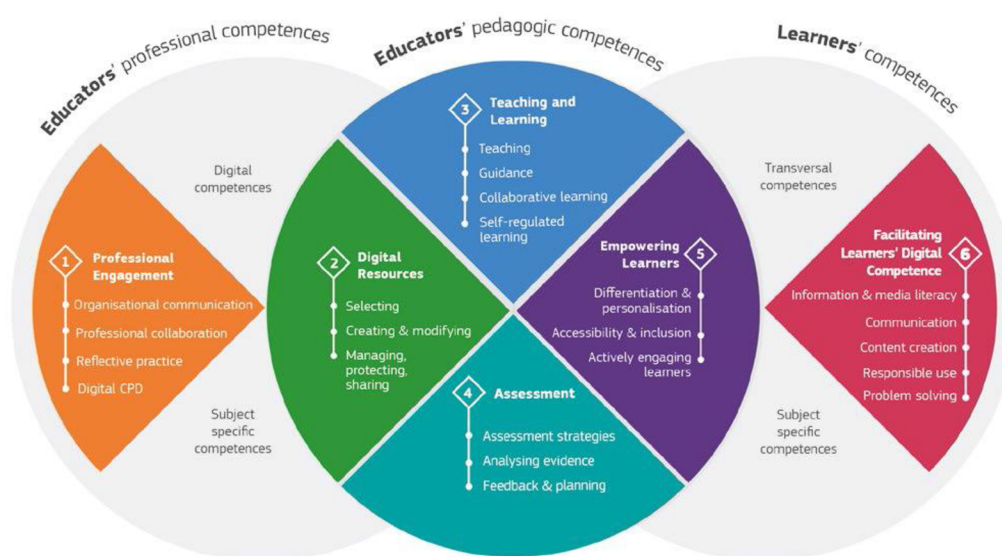 Educators' professional competences
Educators' pedagogic competences
Learners' competences
Digital
competences
Transversal
competences
Subject
specific
competences
Subject
specific
competences
1
Professional
Engagement
Organisational communication
Professional collaboration
Reflective practice
Digital CPD
2
Digital
Resources
Selecting
Creating & modifying
Managing,
protecting,
sharing
3
Teaching and
Learning
Teaching
Guidance
Collaborative learning
Self-regulated
learning
4
Assessment
Assessment strategies
Analysing evidence
Feedback & planning
5
Empowering
Learners
Differentiation &
personalisation
Accessibility & inclusion
Actively engaging
learners
6
Facilitating
Learners' Digital
Competence
Information & media literacy
Communication
Content creation
Responsible use
Problem solving